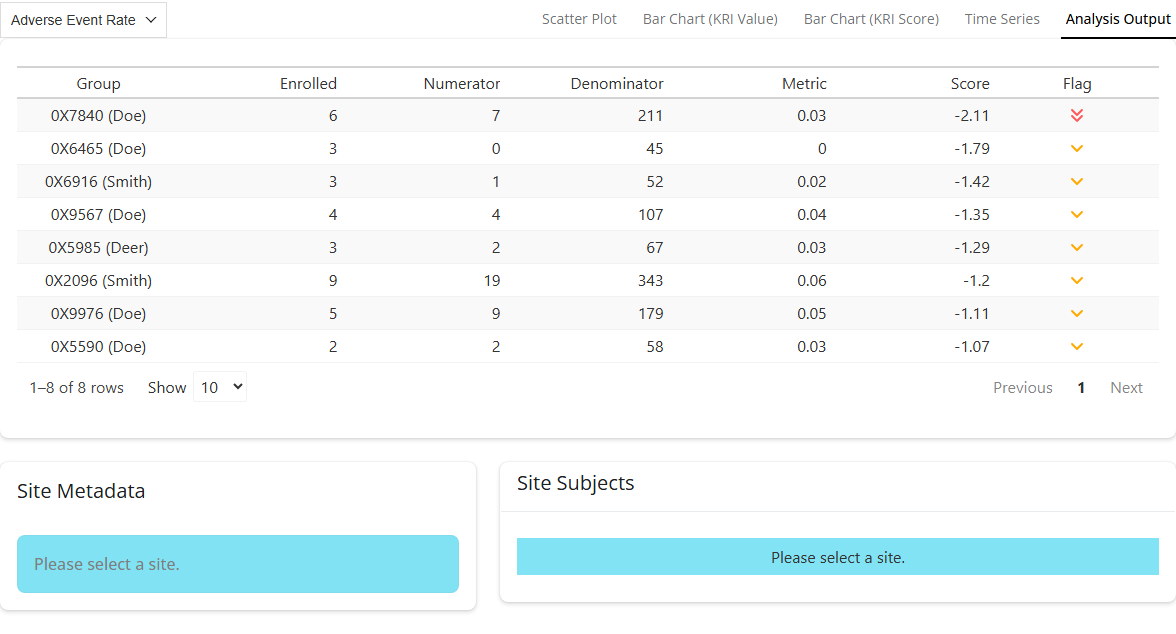 Adverse Event Rate Scatter Plot Bar Chart (KRI Value) Bar Chart (KRI Score) Time Series Analysis Output
Group Enrolled Numerator Denominator Metric Score Flag
0X7840 (Doe) 6 7 211 0.03 -2.11
0X6465 (Doe) 3 0 45 0 -1.79
0X6916 (Smith) 3 1 52 0.02 -1.42
0X9567 (Doe) 4 4 107 0.04 -1.35
0X5985 (Deer) 3 2 67 0.03 -1.29
0X2096 (Smith) 9 19 343 0.06 -1.2
0X9976 (Doe) 5 9 179 0.05 -1.11
0X5590 (Doe) 2 2 58 0.03 -1.07
1–8 of 8 rows Show 10 Previous 1 Next
Site Metadata
Please select a site.
Site Subjects
Please select a site.